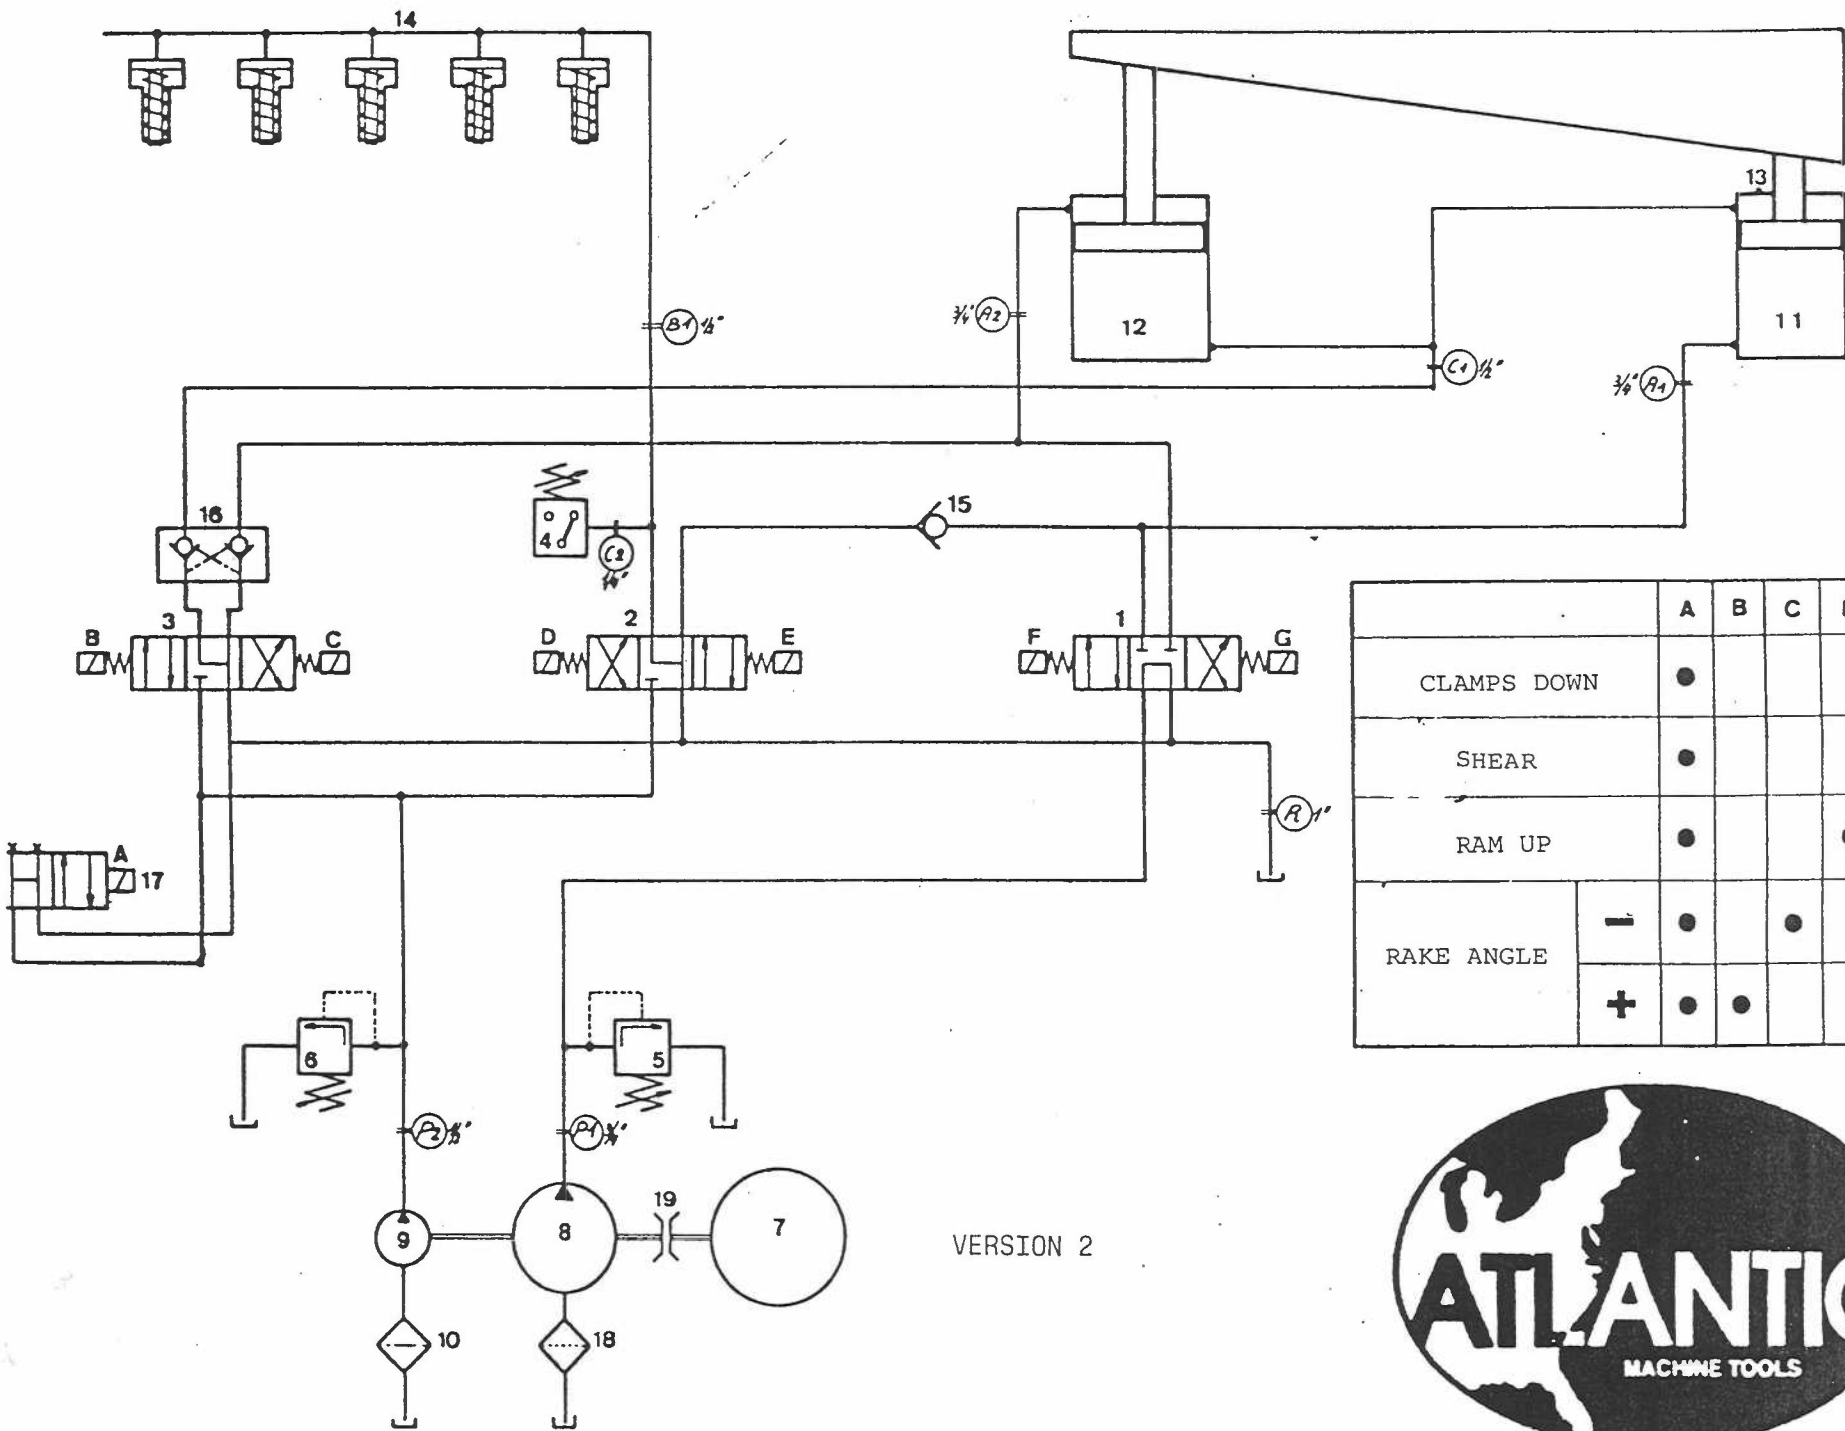 14
13
12
11
B1 1/2"
3/4" A2
C1 1/2"
3/4" A1
16
15
4
C2
1/4"
B 3 C
D 2 E
F 1 G
A B C
CLAMPS DOWN
SHEAR
RAM UP
RAKE ANGLE
-
+
R 1"
A
17
6
5
P2 1/2"
P1 3/4"
9
8
19
7
VERSION 2
10
18
ATLANTIC
MACHINE TOOLS